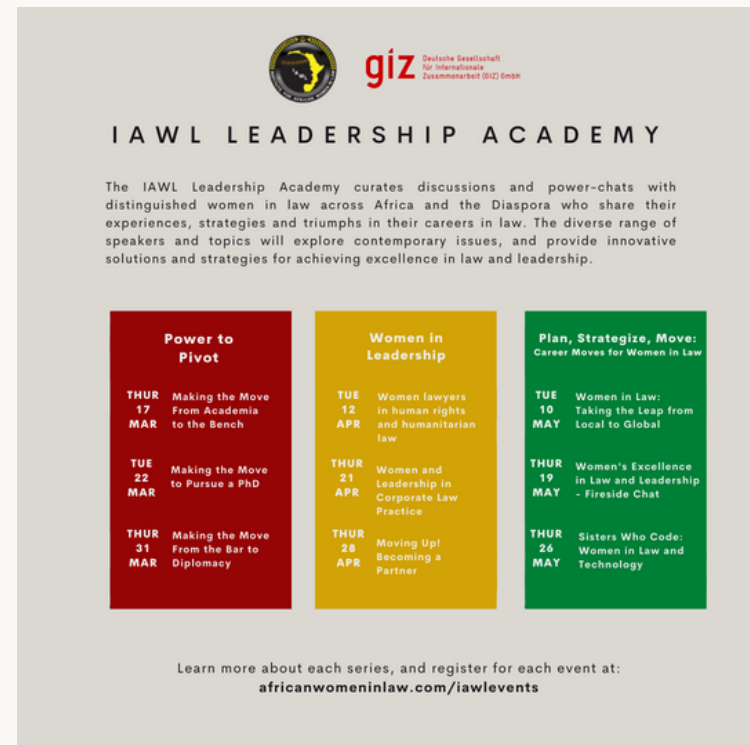 giz
Deutsche Gesellschaft
für Internationale
Zusammenarbeit (GIZ) GmbH
IAWL LEADERSHIP ACADEMY
The IAWL Leadership Academy curates discussions and power-chats with
distinguished women in law across Africa and the Diaspora who share their
experiences, strategies and triumphs in their careers in law. The diverse range of
speakers and topics will explore contemporary issues, and provide innovative
solutions and strategies for achieving excellence in law and leadership.
Power to
Pivot
THUR
17
MAR
Making the Move
From Academia
to the Bench
TUE
22
MAR
Making the Move
to Pursue a PhD
THUR
31
MAR
Making the Move
From the Bar to
Diplomacy
Women in
Leadership
TUE
12
APR
Women lawyers
in human rights
and humanitarian
law
THUR
21
APR
Women and
Leadership in
Corporate Law
Practice
THUR
28
APR
Moving Up!
Becoming a
Partner
Plan, Strategize, Move:
Career Moves for Women in Law
TUE
10
MAY
Women in Law:
Taking the Leap from
Local to Global
THUR
19
MAY
Women's Excellence
in Law and Leadership
- Fireside Chat
THUR
26
MAY
Sisters Who Code:
Women in Law and
Technology
Learn more about each series, and register for each event at:
africanwomeninlaw.com/iawlevents